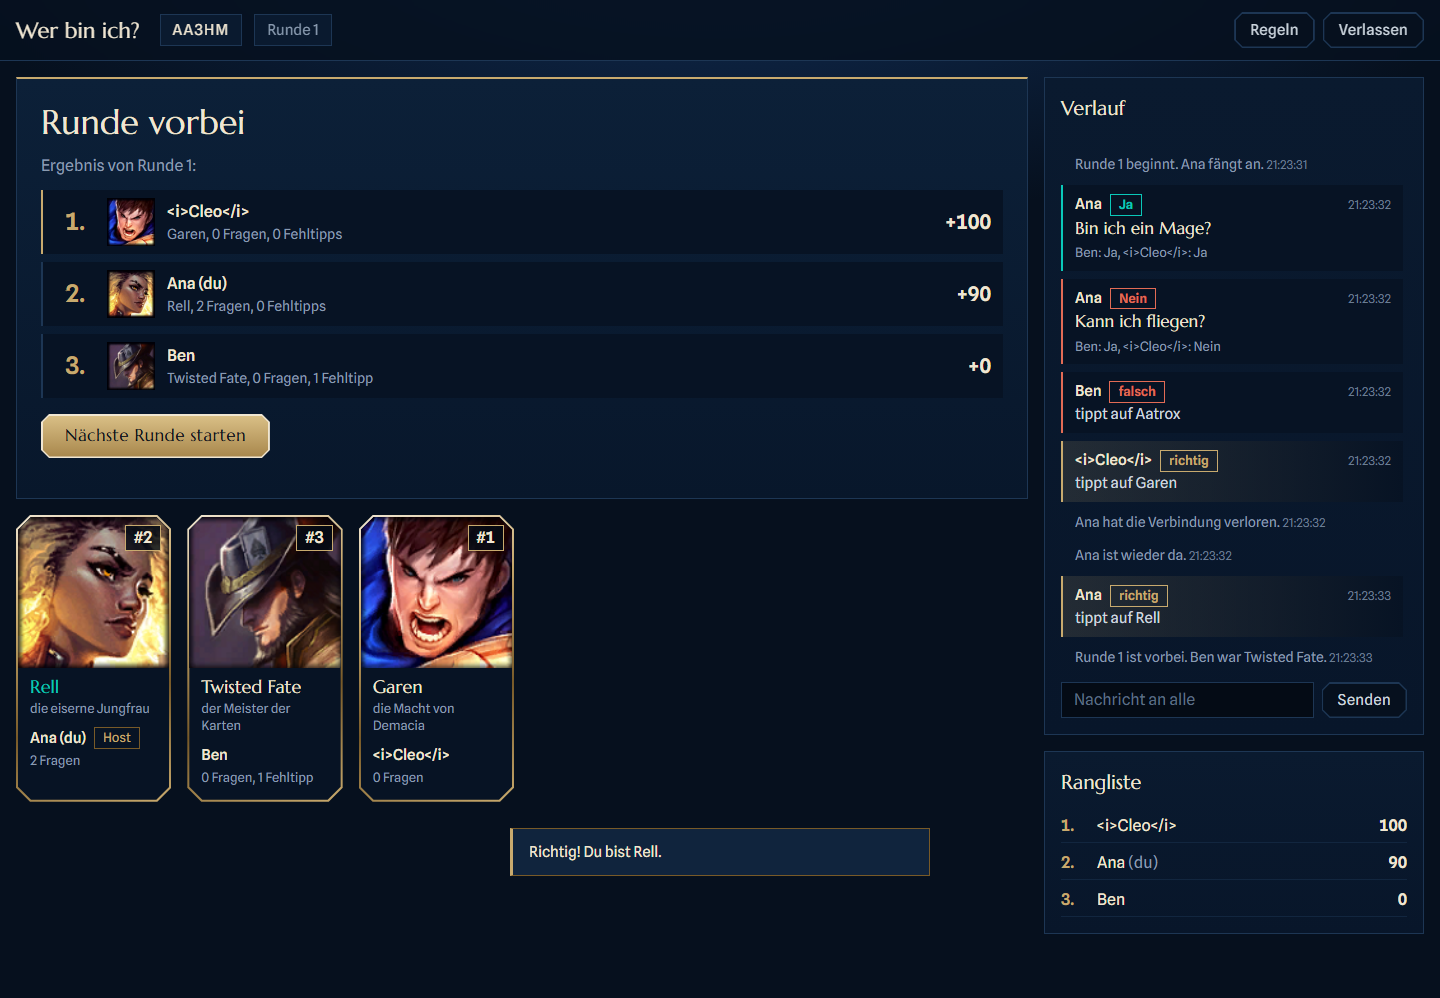 Wer bin ich?
AA3HM
Runde 1
Regeln
Verlassen
Runde vorbei
Ergebnis von Runde 1:
1.
<i>Cleo</i>
Garen, 0 Fragen, 0 Fehltipps
+100
2.
Ana (du)
Rell, 2 Fragen, 0 Fehltipps
+90
3.
Ben
Twisted Fate, 0 Fragen, 1 Fehltipp
+0
Nächste Runde starten
#2
Rell
die eiserne Jungfrau
Ana (du) Host
2 Fragen
#3
Twisted Fate
der Meister der
Karten
Ben
0 Fragen, 1 Fehltipp
#1
Garen
die Macht von
Demacia
<i>Cleo</i>
0 Fragen
Richtig! Du bist Rell.
Verlauf
Runde 1 beginnt. Ana fängt an. 21:23:31
Ana Ja 21:23:32
Bin ich ein Mage?
Ben: Ja, <i>Cleo</i>: Ja
Ana Nein 21:23:32
Kann ich fliegen?
Ben: Ja, <i>Cleo</i>: Nein
Ben falsch 21:23:32
tippt auf Aatrox
<i>Cleo</i> richtig 21:23:32
tippt auf Garen
Ana hat die Verbindung verloren. 21:23:32
Ana ist wieder da. 21:23:32
Ana richtig 21:23:33
tippt auf Rell
Runde 1 ist vorbei. Ben war Twisted Fate. 21:23:33
Nachricht an alle
Senden
Rangliste
1. <i>Cleo</i> 100
2. Ana (du) 90
3. Ben 0